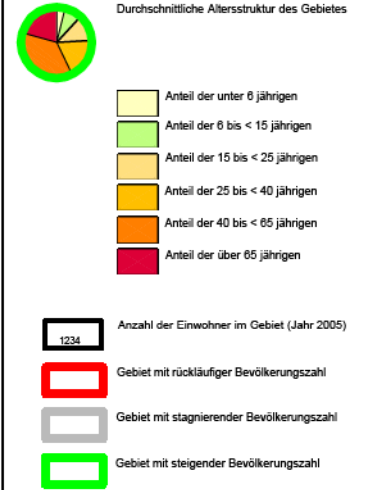 Durchschnittliche Altersstruktur des Gebietes
Anteil der unter 6 jährigen
Anteil der 6 bis < 15 jährigen
Anteil der 15 bis < 25 jährigen
Anteil der 25 bis < 40 jährigen
Anteil der 40 bis < 65 jährigen
Anteil der über 65 jährigen
1234 Anzahl der Einwohner im Gebiet (Jahr 2005)
Gebiet mit rückläufiger Bevölkerungszahl
Gebiet mit stagnierender Bevölkerungszahl
Gebiet mit steigender Bevölkerungszahl